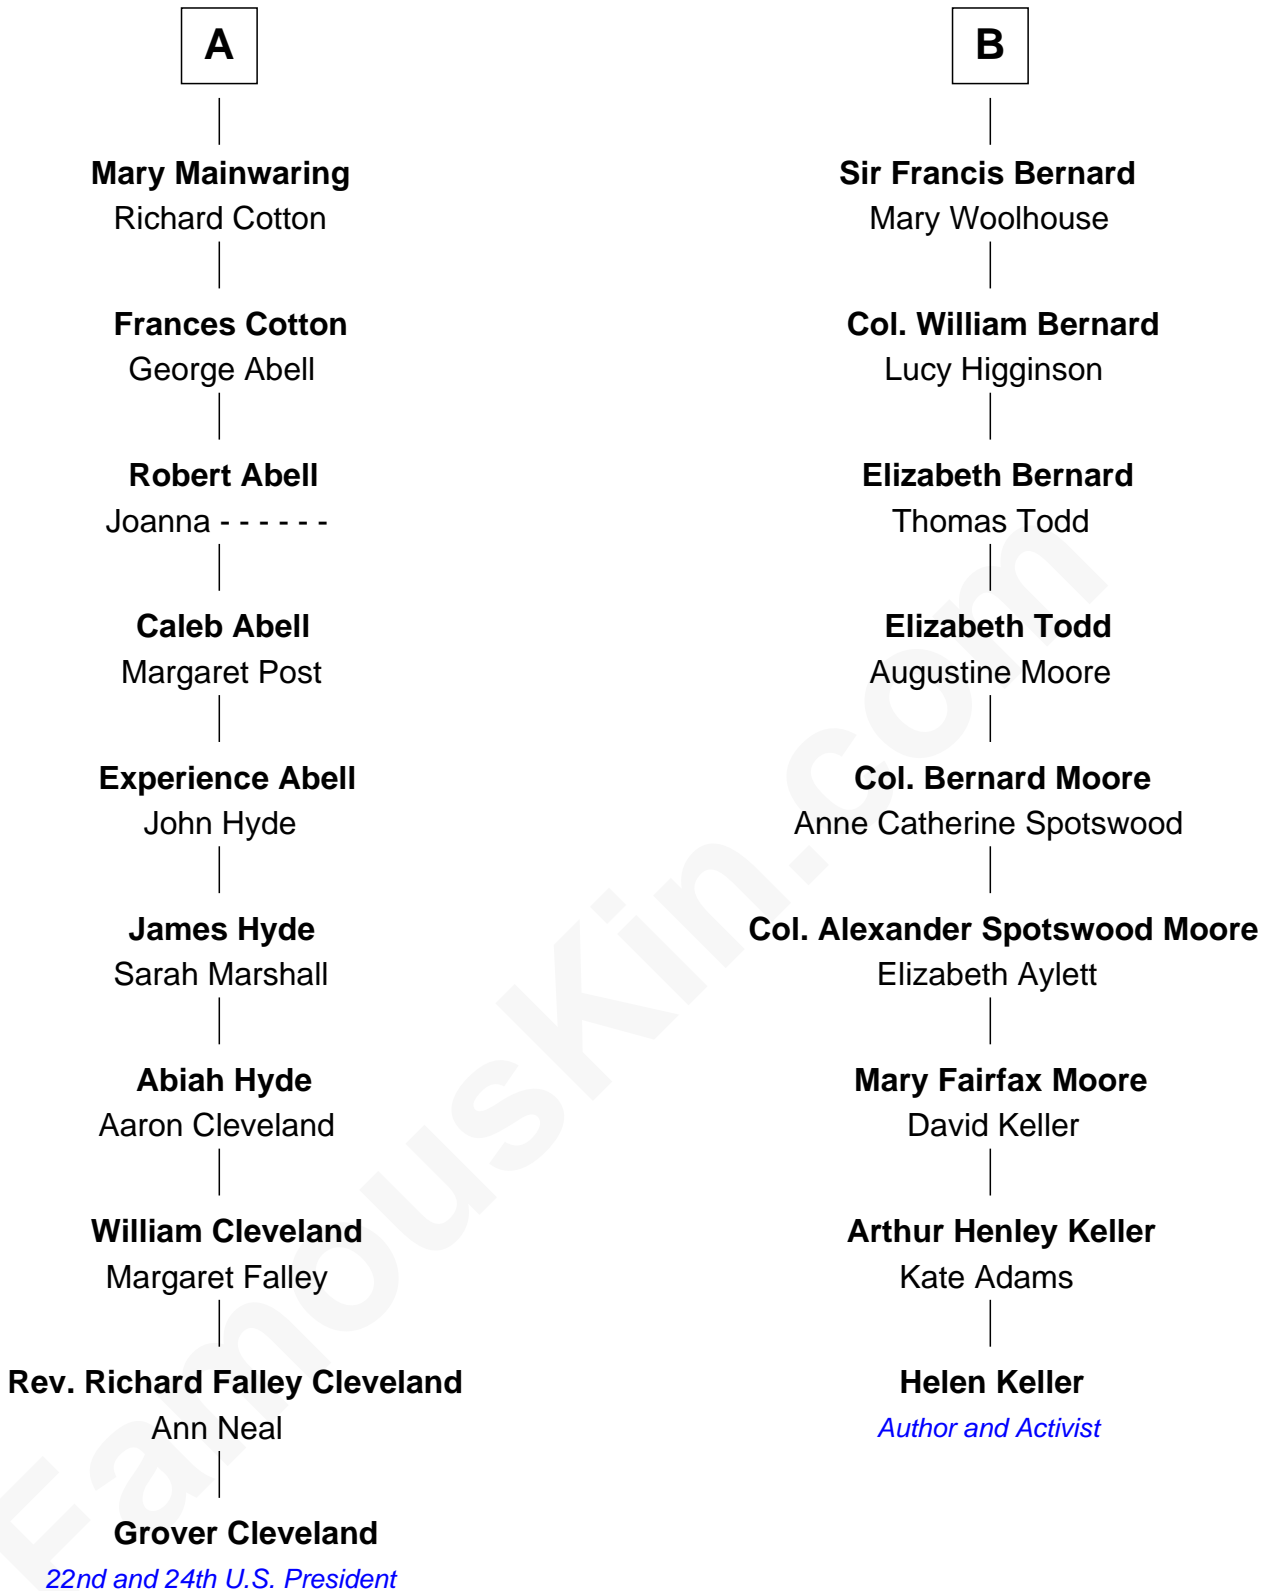 A
Mary Mainwaring
Richard Cotton
Frances Cotton
George Abell
Robert Abell
Joanna - - - - - -
Caleb Abell
Margaret Post
Experience Abell
John Hyde
James Hyde
Sarah Marshall
Abiah Hyde
Aaron Cleveland
William Cleveland
Margaret Falley
Rev. Richard Falley Cleveland
Ann Neal
Grover Cleveland
22nd and 24th U.S. President
B
Sir Francis Bernard
Mary Woolhouse
Col. William Bernard
Lucy Higginson
Elizabeth Bernard
Thomas Todd
Elizabeth Todd
Augustine Moore
Col. Bernard Moore
Anne Catherine Spotswood
Col. Alexander Spotswood Moore
Elizabeth Aylett
Mary Fairfax Moore
David Keller
Arthur Henley Keller
Kate Adams
Helen Keller
Author and Activist
FamousKin.com